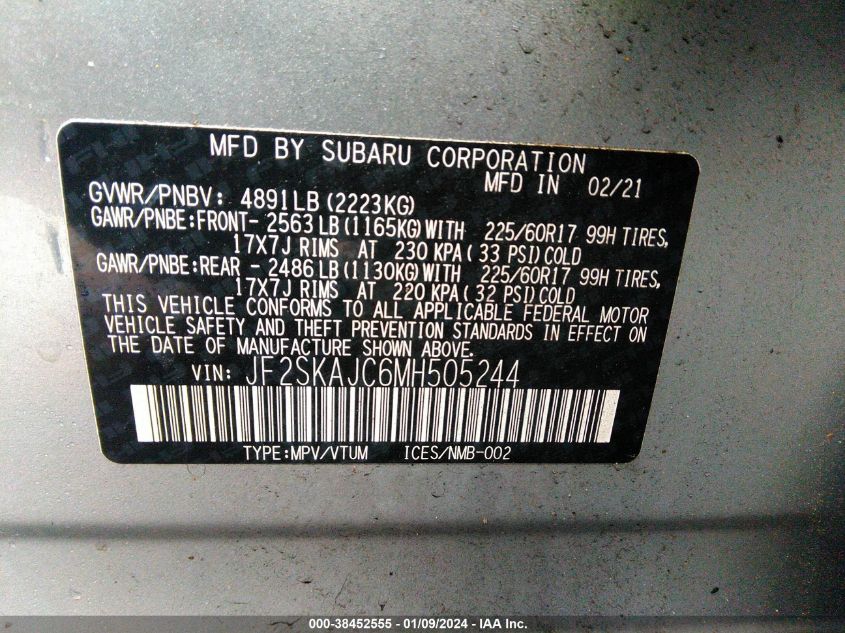 MFD BY SUBARU CORPORATION
MFD IN 02/21
GVWR/PNBV: 4891LB (2223KG)
GAWR/PNBE:FRONT- 2563 LB (1165KG) WITH 225/60R17 99H TIRES,
17X7J RIMS AT 230 KPA ( 33 PSI) COLD
GAWR/PNBE:REAR - 2486 LB (1130KG) WITH 225/60R17 99H TIRES,
17X7J RIMS AT 220 KPA ( 32 PSI) COLD
THIS VEHICLE CONFORMS TO ALL APPLICABLE FEDERAL MOTOR
VEHICLE SAFETY AND THEFT PREVENTION STANDARDS IN EFFECT ON
THE DATE OF MANUFACTURE SHOWN ABOVE.
VIN: JF2SKAJC6MH505244
TYPE:MPV/VTUM ICES/NMB-002
000-38452555 - 01/09/2024 - IAA Inc.